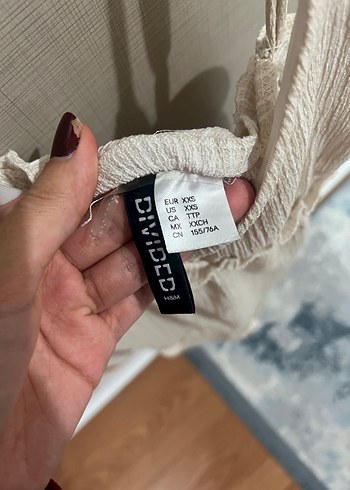 DIVIDED
H&M
EUR XXS
US XXS
CA TTP
MX XXCH
CN 155/76A